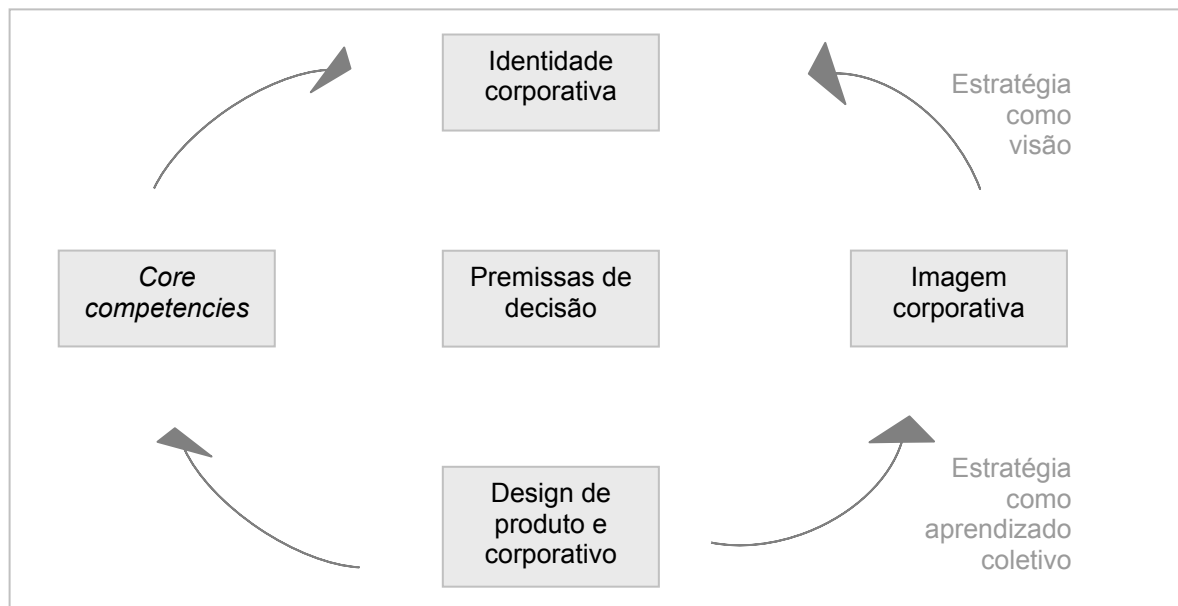 Identidade
corporativa
Estratégia
como
visão
Core
competencies
Premissas de
decisão
Imagem
corporativa
Design de
produto e
corporativo
Estratégia
como
aprendizado
coletivo